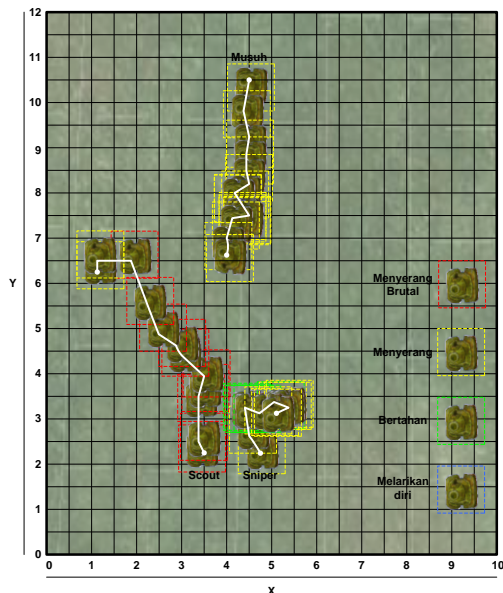 12
11
10
9
8
7
6
5
4
3
2
1
0
Y
Musuh
Scout
Sniper
Menyerang
Brutal
Menyerang
Bertahan
Melarikan
diri
0 1 2 3 4 5 6 7 8 9 10
X